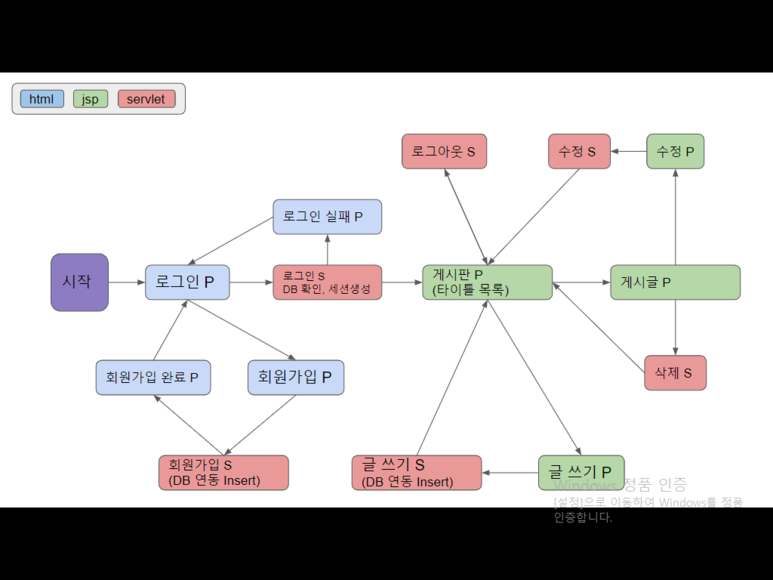 html
jsp
servlet
로그아웃 S
수정 S
수정 P
로그인 실패 P
시작
로그인 P
로그인 S
DB 확인, 세션생성
게시판 P
(타이틀 목록)
게시글 P
회원가입 완료 P
회원가입 P
삭제 S
회원가입 S
(DB 연동 Insert)
글 쓰기 S
(DB 연동 Insert)
글 쓰기 P
Windows 정품 인증
[설정]으로 이동하여 Windows를 정품
인증합니다.